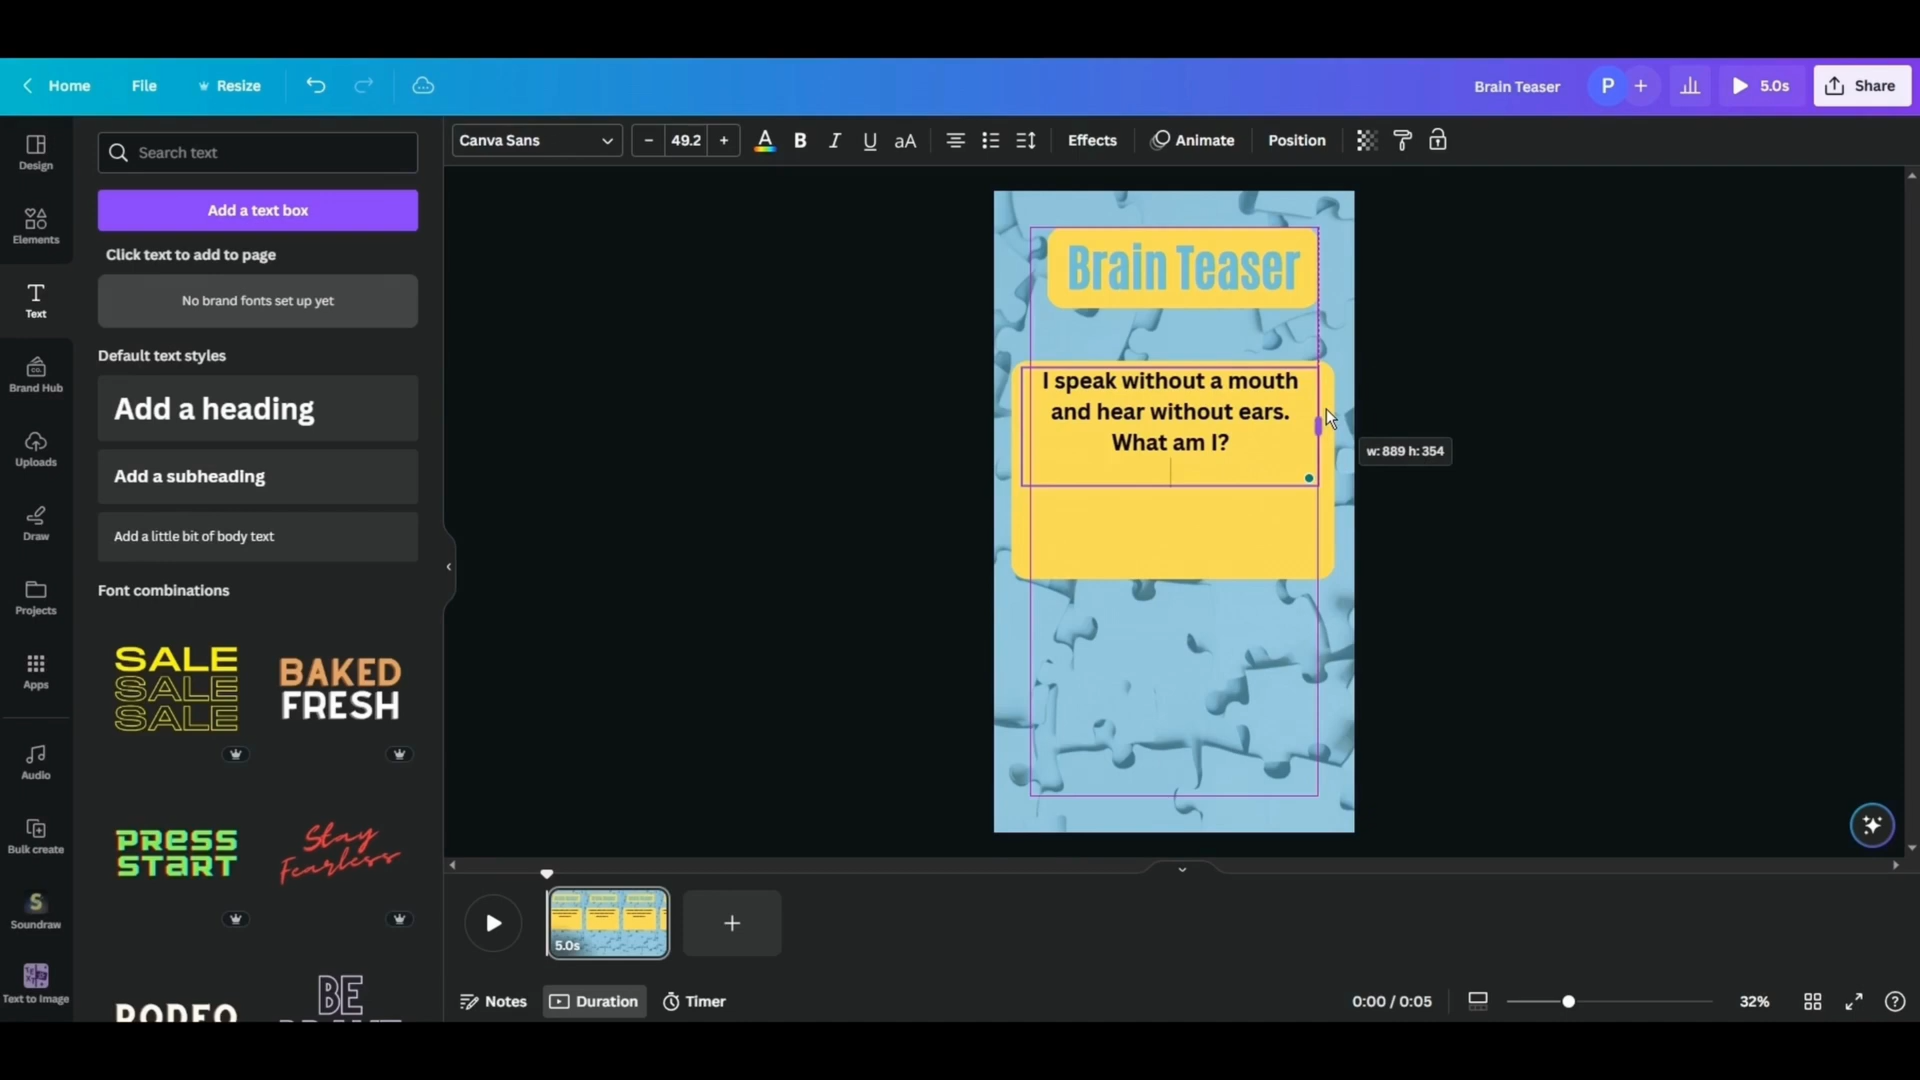 Home File Resize Brain Teaser P + 5.0s Share
Design
Elements
Text
Brand Hub
Uploads
Draw
Projects
Apps
Audio
Bulk create
Soundraw
Text to Image
Search text
Add a text box
Click text to add to page
No brand fonts set up yet
Default text styles
Add a heading
Add a subheading
Add a little bit of body text
Font combinations
SALE
SALE
SALE
BAKED
FRESH
PRESS
START
Stay
Fearless
RODEO
BE
Canva Sans – 49.2 + A B I U aA Effects Animate Position
Brain Teaser
I speak without a mouth
and hear without ears.
What am I?
w: 889 h: 354
5.0s
+
Notes Duration Timer 0:00 / 0:05 32% ?